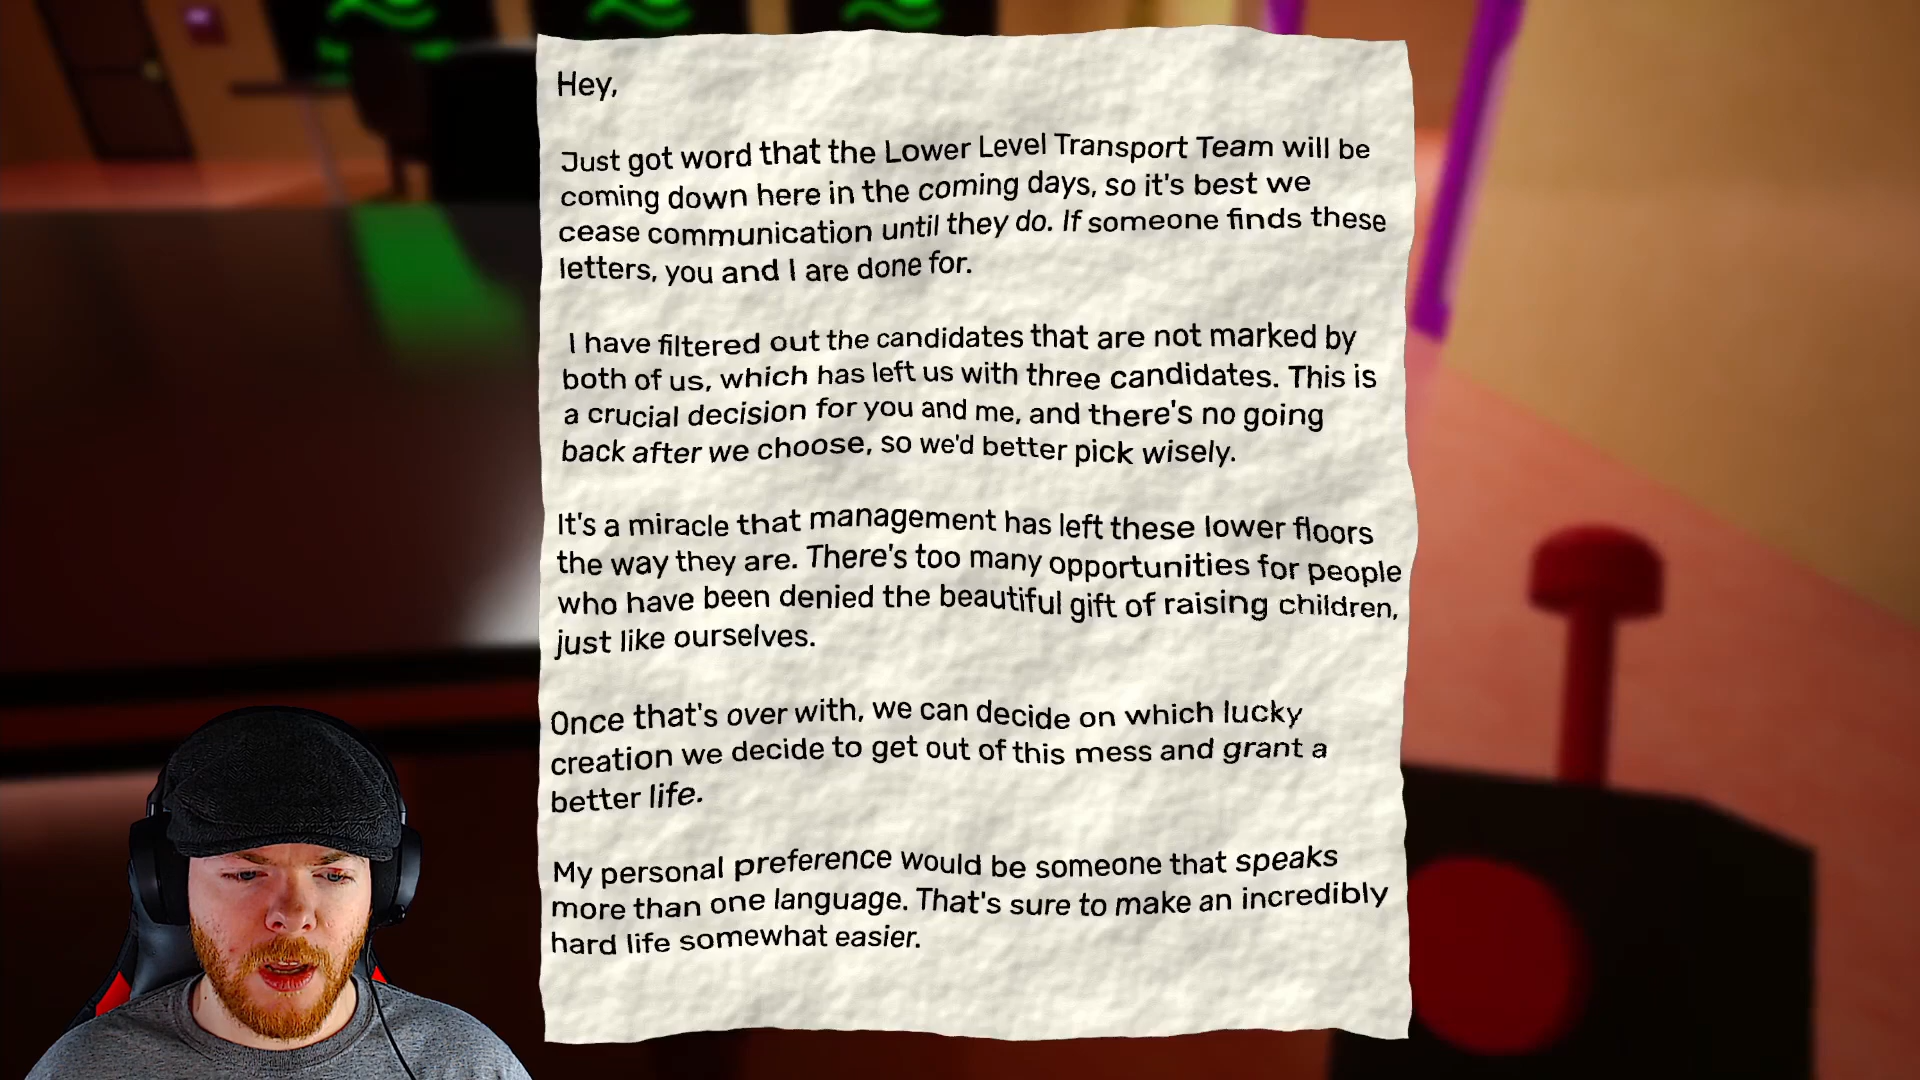 Hey,
Just got word that the Lower Level Transport Team will be
coming down here in the coming days, so it's best we
cease communication until they do. If someone finds these
letters, you and I are done for.
I have filtered out the candidates that are not marked by
both of us, which has left us with three candidates. This is
a crucial decision for you and me, and there's no going
back after we choose, so we'd better pick wisely.
It's a miracle that management has left these lower floors
the way they are. There's too many opportunities for people
who have been denied the beautiful gift of raising children,
just like ourselves.
Once that's over with, we can decide on which lucky
creation we decide to get out of this mess and grant a
better life.
My personal preference would be someone that speaks
more than one language. That's sure to make an incredibly
hard life somewhat easier.